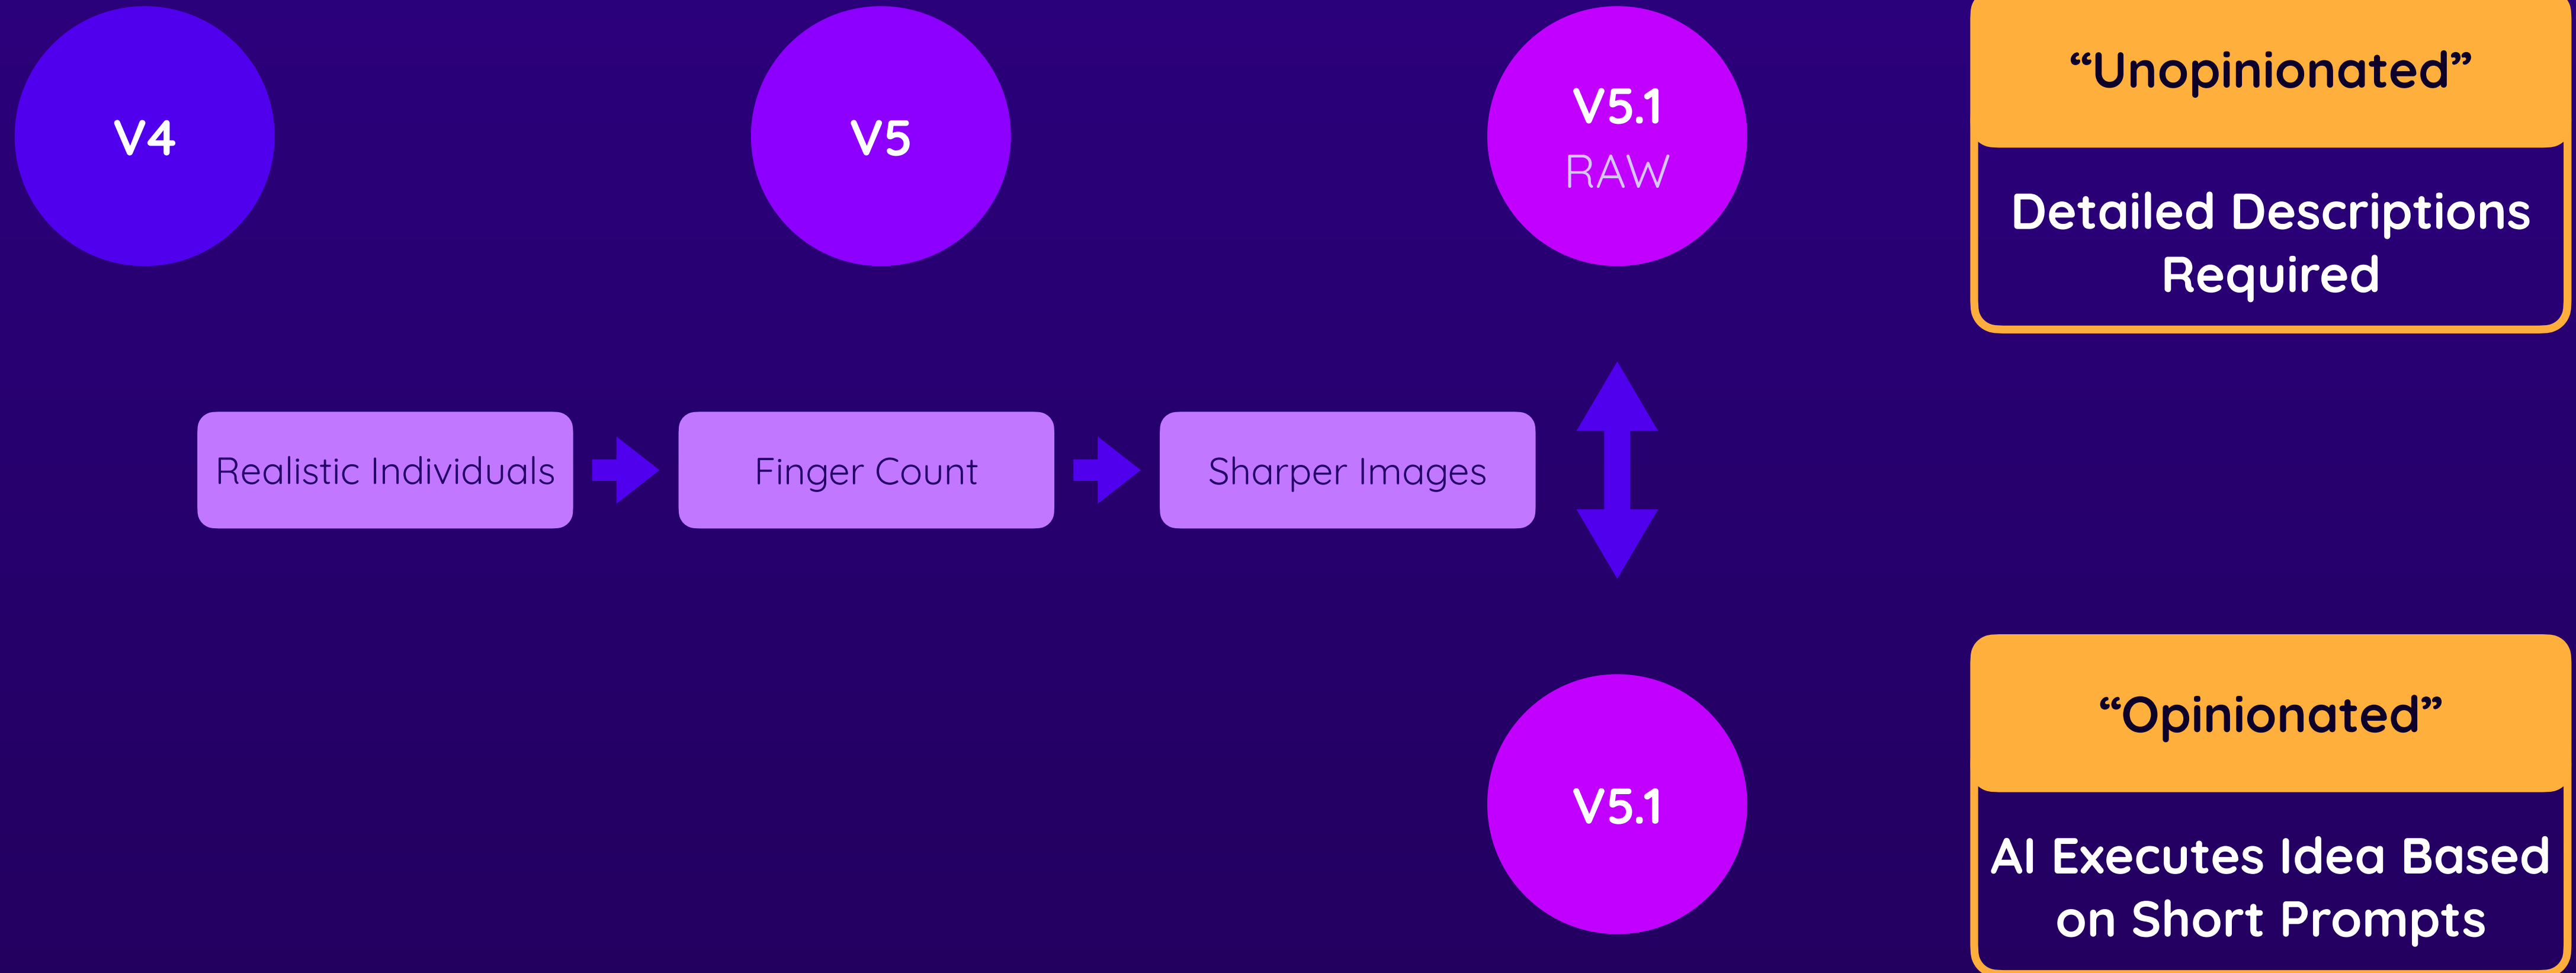 V4
V5
V5.1
RAW
“Unopinionated”
Detailed Descriptions
Required
Realistic Individuals
Finger Count
Sharper Images
V5.1
“Opinionated”
AI Executes Idea Based
on Short Prompts